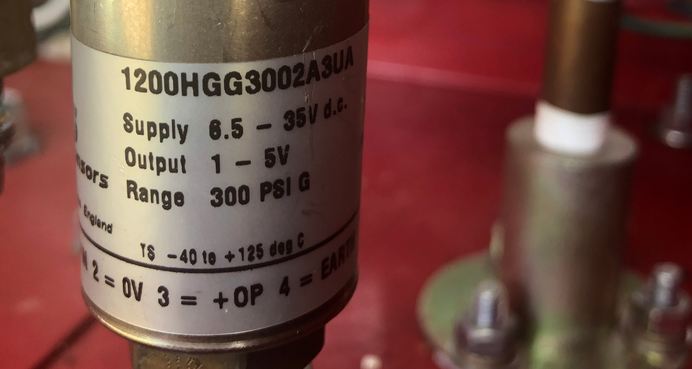 1200HGG3002A3UA
Supply 6.5 – 35V d.c.
Output 1 – 5V
Range 300 PSI G
England
TS -40 to +125 deg C
2 = 0V 3 = +OP 4 = EARTH